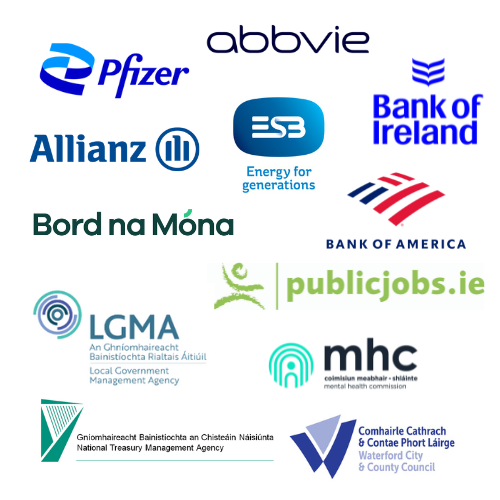 abbvie
Pfizer
Bank of
Ireland
Allianz
ESB
Energy for
generations
Bord na Móna
BANK OF AMERICA
publicjobs.ie
LGMA
An Ghníomhaireacht
Bainistíochta Rialtais Áitiúil
Local Government
Management Agency
mhc
coimisiún meabhair - shláinte
mental health commission
Gníomhaireacht Bainistíochta an Chisteáin Náisiúnta
National Treasury Management Agency
Comhairle Cathrach
& Contae Phort Láirge
Waterford City
& County Council